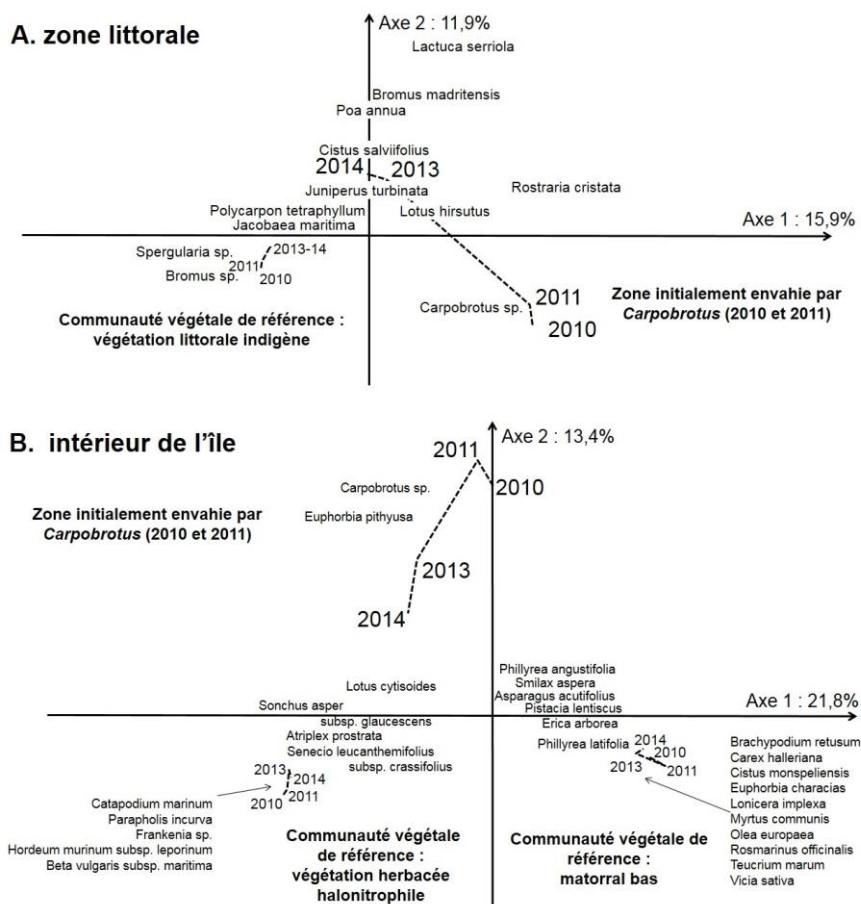 A. zone littorale
Axe 2 : 11,9%
Lactuca serriola
Bromus madritensis
Poa annua
Cistus salviifolius
2014
2013
Juniperus turbinata
Rostraria cristata
Polycarpon tetraphyllum
Lotus hirsutus
Jacobaea maritima
Axe 1 : 15,9%
Spergularia sp.
2013-14
2011
Bromus sp.
2010
Communauté végétale de référence :
végétation littorale indigène
Carpobrotus sp.
2011
2010
Zone initialement envahie par
Carpobrotus (2010 et 2011)
B. intérieur de l'île
Axe 2 : 13,4%
2011
2010
Carpobrotus sp.
Euphorbia pithyusa
Zone initialement envahie par
Carpobrotus (2010 et 2011)
2013
2014
Lotus cytisoides
Sonchus asper
subsp. glaucescens
Atriplex prostrata
Senecio leucanthemifolius
subsp. crassifolius
2013
2014
2010
2011
Catapodium marinum
Parapholis incurva
Frankenia sp.
Hordeum murinum subsp. leporinum
Beta vulgaris subsp. maritima
Communauté végétale
de référence :
végétation herbacée
halonitrophile
Phillyrea angustifolia
Smilax aspera
Asparagus acutifolius
Pistacia lentiscus
Erica arborea
Axe 1 : 21,8%
Phillyrea latifolia
2014
2010
2013
2011
Communauté végétale de
référence :
matorral bas
Brachypodium retusum
Carex halleriana
Cistus monspeliensis
Euphorbia characias
Lonicera implexa
Myrtus communis
Olea europaea
Rosmarinus officinalis
Teucrium marum
Vicia sativa